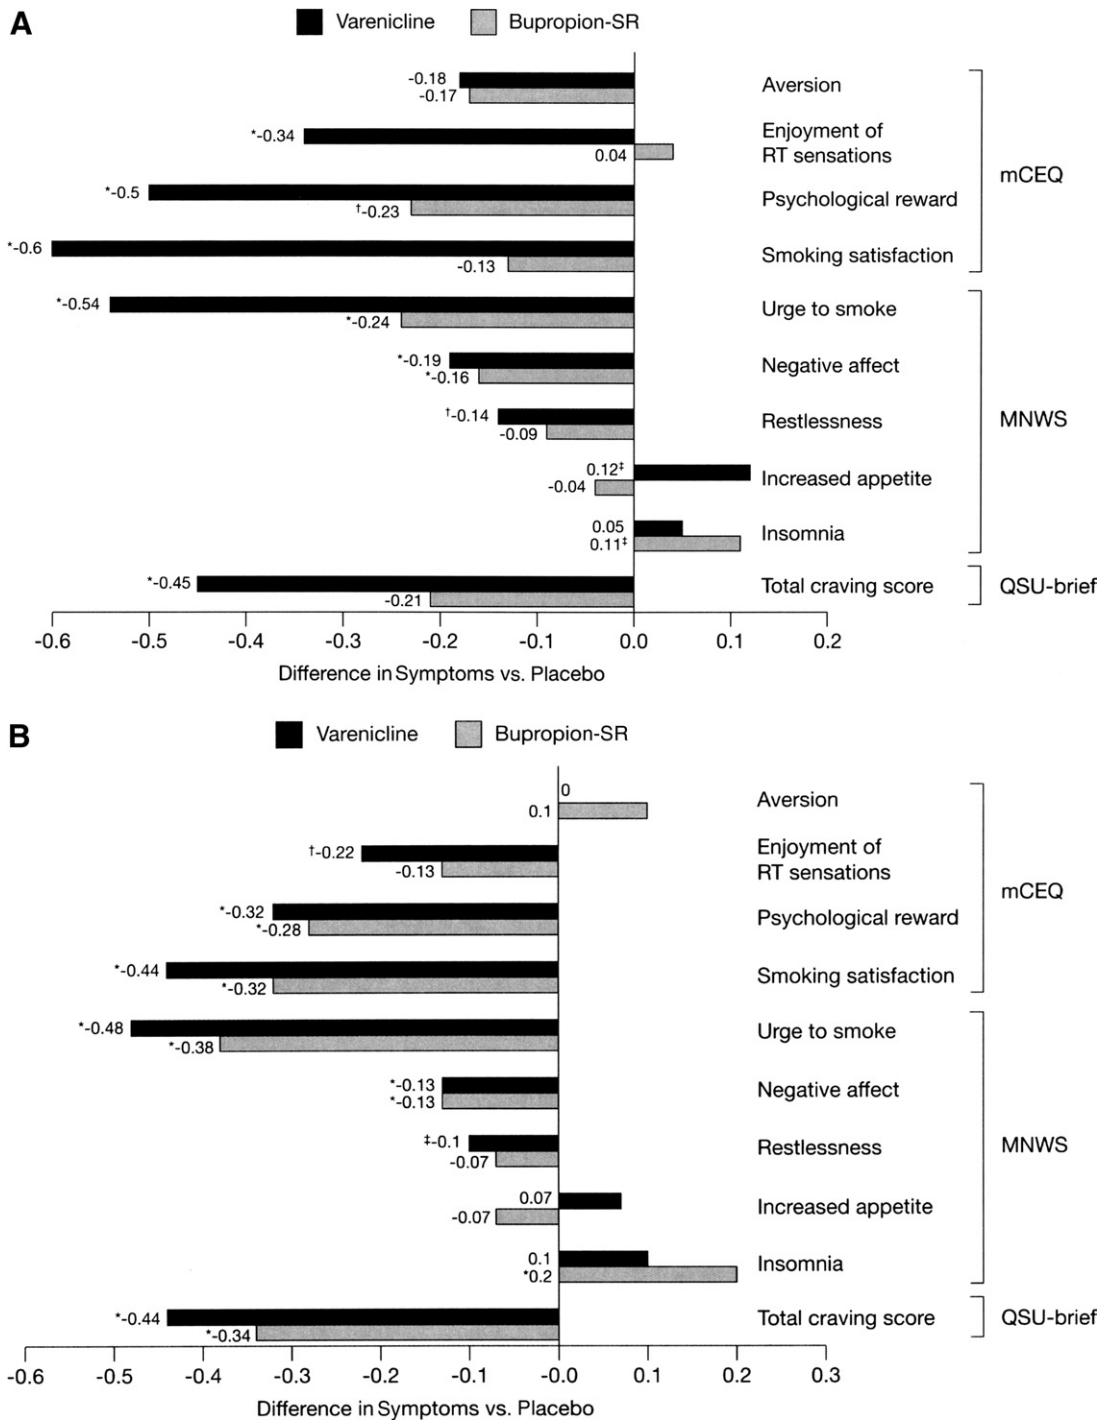 A
Varenicline Bupropion-SR
-0.18
-0.17
Aversion
*-0.34
0.04
Enjoyment of
RT sensations
mCEQ
*-0.5
†-0.23
Psychological reward
*-0.6
-0.13
Smoking satisfaction
*-0.54
*-0.24
Urge to smoke
*-0.19
*-0.16
Negative affect
†-0.14
-0.09
Restlessness
MNWS
0.12‡
-0.04
Increased appetite
0.05
0.11‡
Insomnia
*-0.45
-0.21
Total craving score
QSU-brief
-0.6 -0.5 -0.4 -0.3 -0.2 -0.1 0.0 0.1 0.2
Difference in Symptoms vs. Placebo
B
Varenicline Bupropion-SR
0
0.1
Aversion
†-0.22
-0.13
Enjoyment of
RT sensations
mCEQ
*-0.32
*-0.28
Psychological reward
*-0.44
*-0.32
Smoking satisfaction
*-0.48
*-0.38
Urge to smoke
*-0.13
*-0.13
Negative affect
‡-0.1
-0.07
Restlessness
MNWS
0.07
-0.07
Increased appetite
0.1
*0.2
Insomnia
*-0.44
*-0.34
Total craving score
QSU-brief
-0.6 -0.5 -0.4 -0.3 -0.2 -0.1 -0.0 0.1 0.2 0.3
Difference in Symptoms vs. Placebo